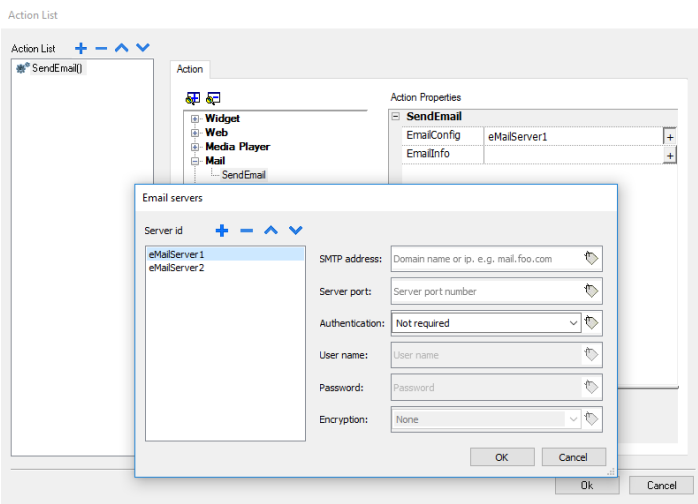 Action List
Action List
SendEmail()
Action
Widget
Web
Media Player
Mail
SendEmail
Action Properties
SendEmail
EmailConfig eMailServer1
EmailInfo
Email servers
Server id
eMailServer1
eMailServer2
SMTP address: Domain name or ip. e.g. mail.foo.com
Server port: Server port number
Authentication: Not required
User name: User name
Password: Password
Encryption: None
OK Cancel
Ok Cancel